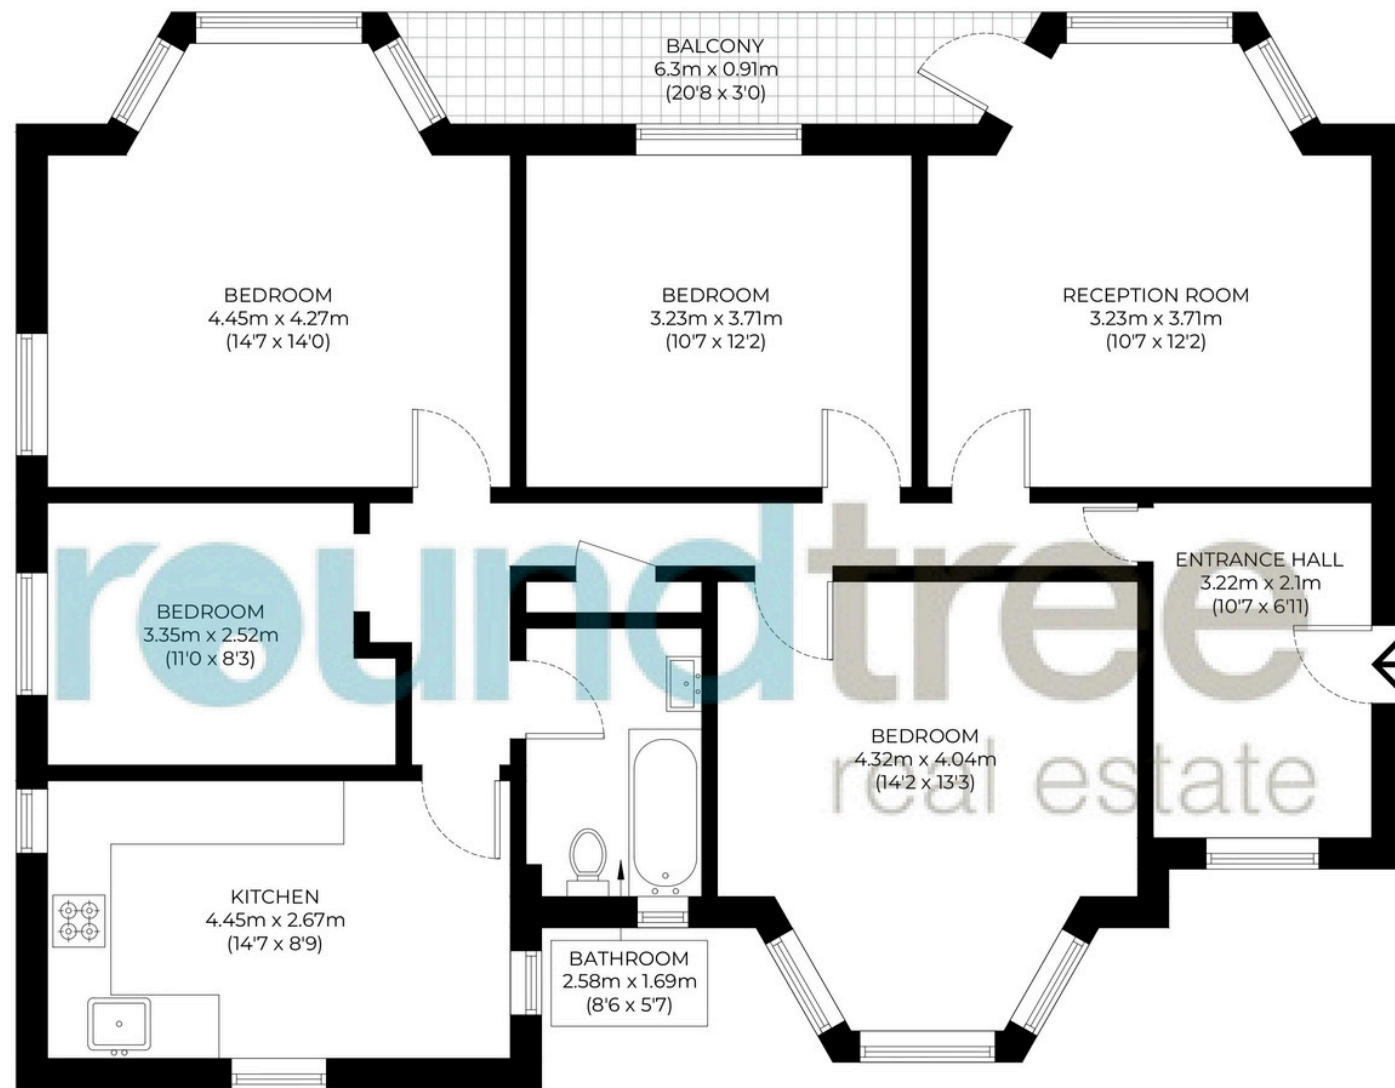 BALCONY
6.3m x 0.91m
(20'8 x 3'0)
BEDROOM
4.45m x 4.27m
(14'7 x 14'0)
BEDROOM
3.23m x 3.71m
(10'7 x 12'2)
RECEPTION ROOM
3.23m x 3.71m
(10'7 x 12'2)
ENTRANCE HALL
3.22m x 2.1m
(10'7 x 6'11)
BEDROOM
3.35m x 2.52m
(11'0 x 8'3)
roundtree
real estate
BEDROOM
4.32m x 4.04m
(14'2 x 13'3)
KITCHEN
4.45m x 2.67m
(14'7 x 8'9)
BATHROOM
2.58m x 1.69m
(8'6 x 5'7)